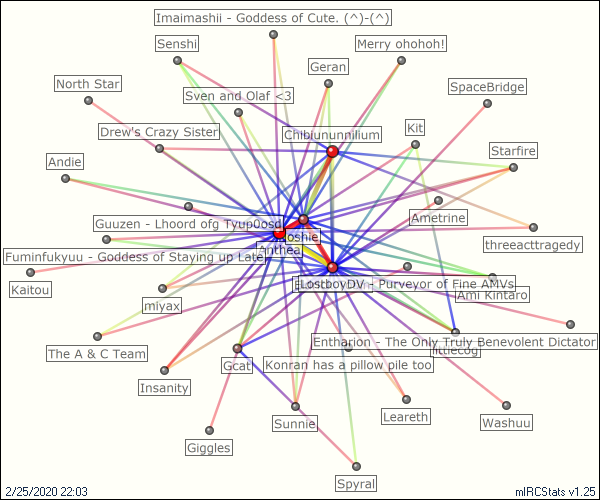 Imaimashii - Goddess of Cute. (^)-(^)
Senshi
Merry ohohoh!
Geran
North Star
SpaceBridge
Sven and Olaf <3
Drew's Crazy Sister
Chibiununnilium
Kit
Starfire
Andie
Ametrine
Guuzen - Lhoord ofg Tyup0osd
oshie
threeacttragedy
Anthea
Fuminfukyuu - Goddess of Staying up Late
Kaitou
LostboyDV - Purveyor of Fine AMVs
Ami Kintaro
miyax
Entharion - The Only Truly Benevolent Dictator
littlecog
The A & C Team
Gcat
Konran has a pillow pile too
Insanity
Sunnie
Leareth
Washuu
Giggles
Spyral
2/25/2020 22:03
mIRCStats v1.25